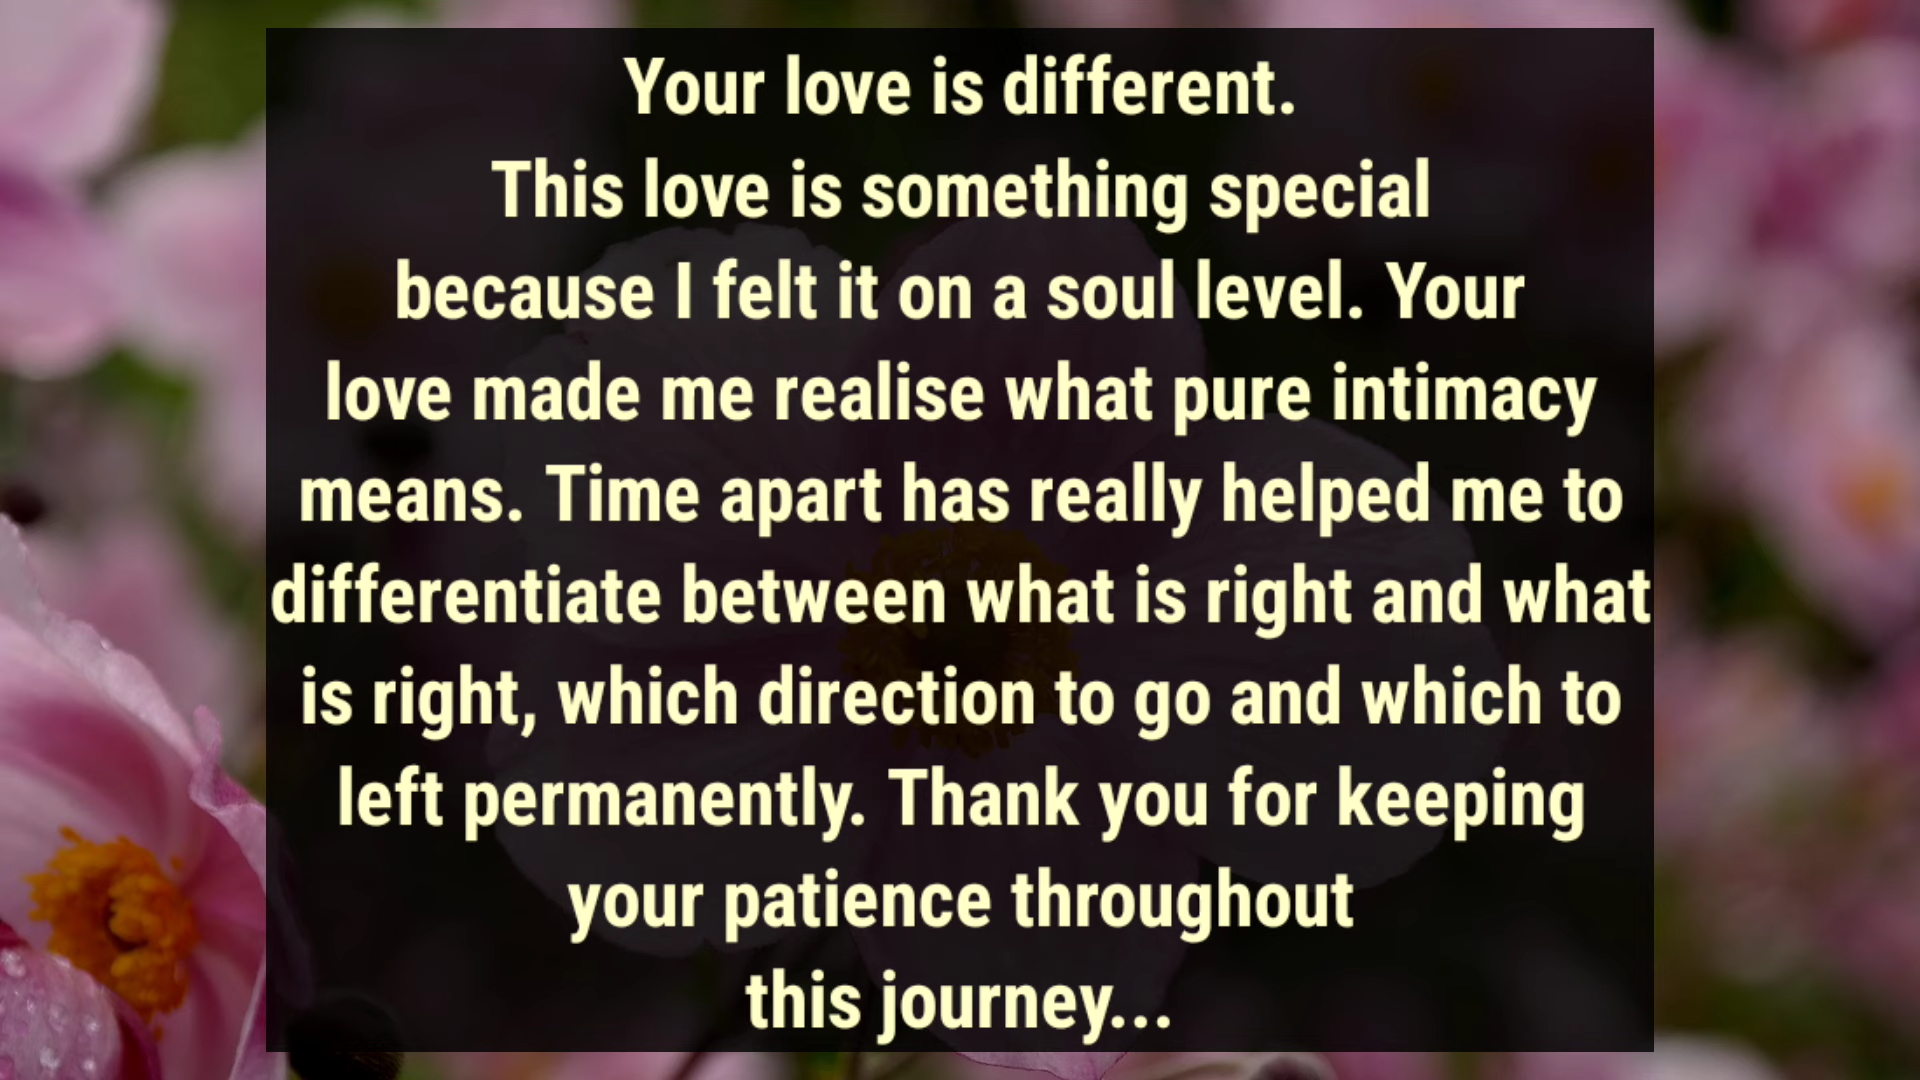 Your love is different.
This love is something special
because I felt it on a soul level. Your
love made me realise what pure intimacy
means. Time apart has really helped me to
differentiate between what is right and what
is right, which direction to go and which to
left permanently. Thank you for keeping
your patience throughout
this journey...